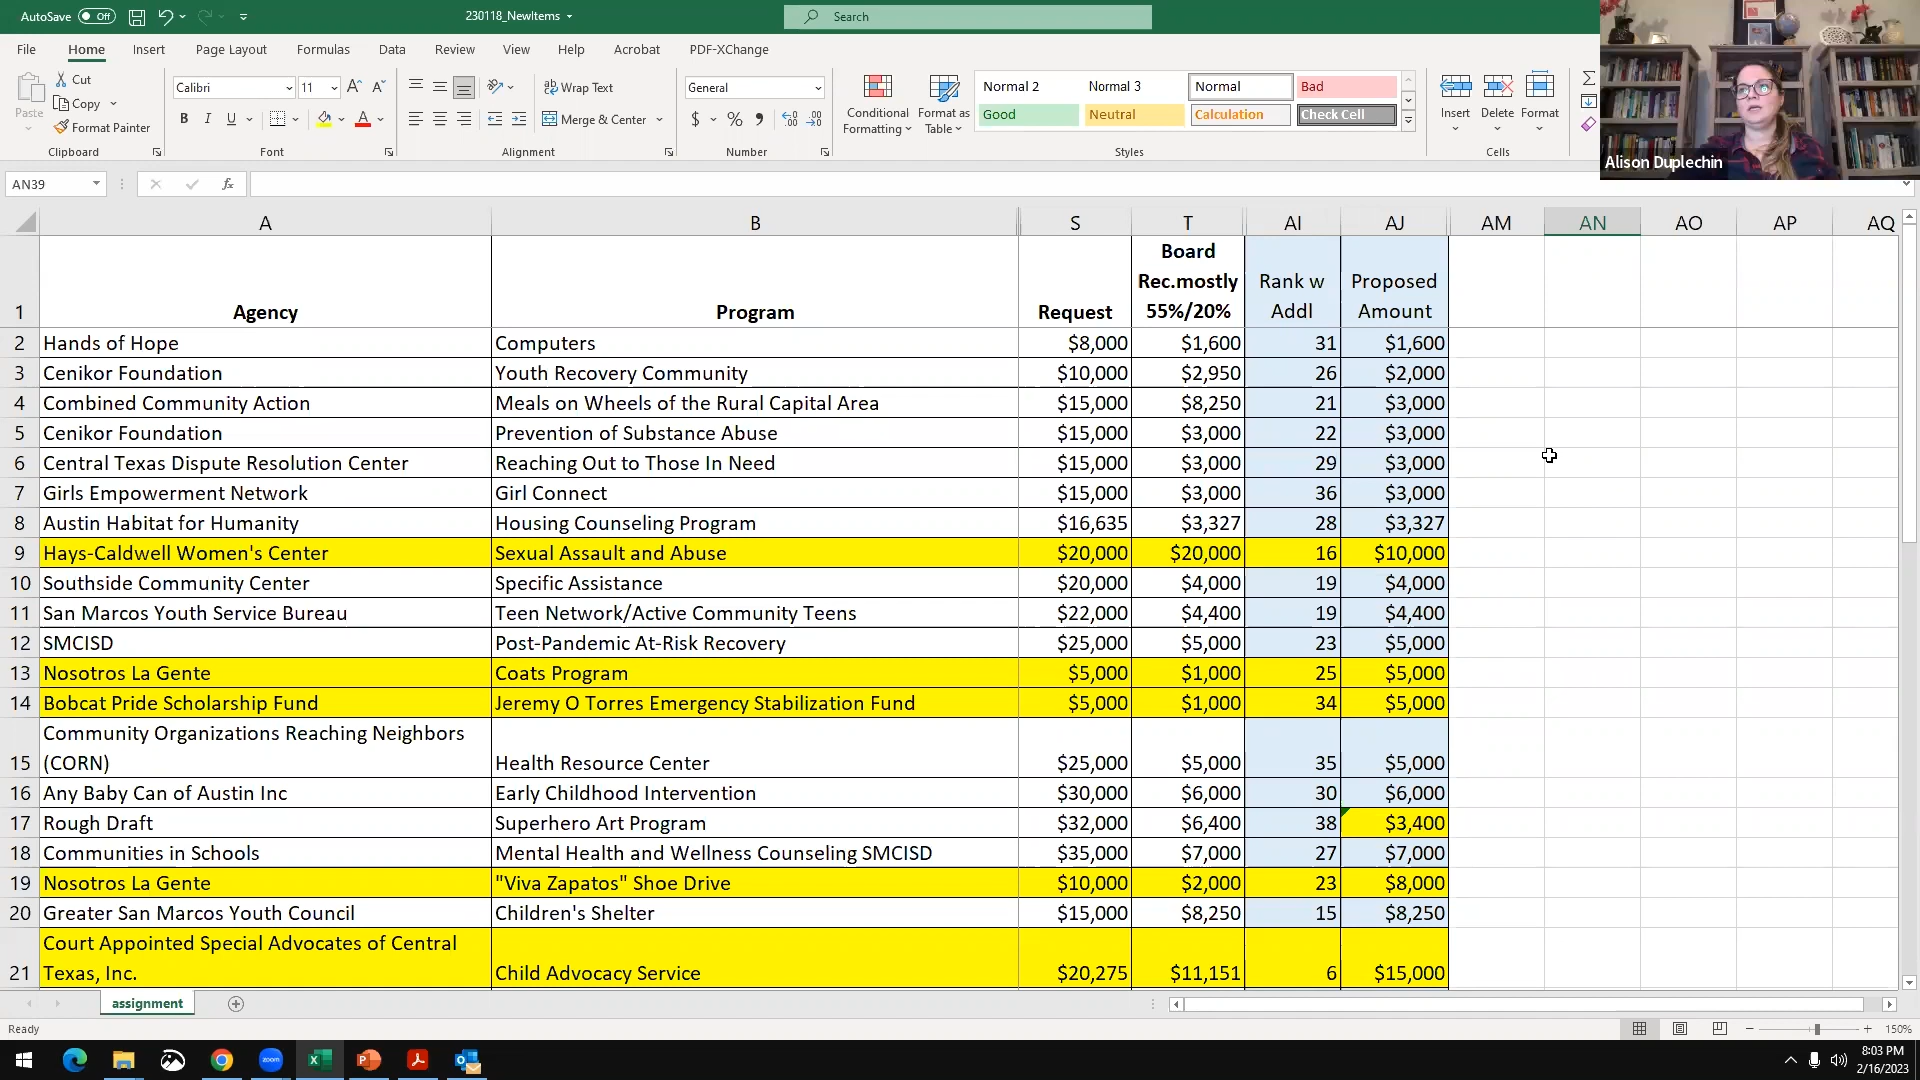 AutoSave Off 230118_NewItems Search
File Home Insert Page Layout Formulas Data Review View Help Acrobat PDF-XChange
Paste Cut Copy Format Painter Clipboard
Calibri 11 B I U Font
Wrap Text Merge & Center Alignment
General $ % Number
Conditional Formatting Format as Table
Normal 2 Normal 3 Normal Bad
Good Neutral Calculation Check Cell
Styles
Insert Delete Format Cells
Alison Duplechin
AN39 fx
A B S T AI AJ AM AN AO AP AQ
1 Agency Program Request Board Rec.mostly 55%/20% Rank w Addl Proposed Amount
2 Hands of Hope Computers $8,000 $1,600 31 $1,600
3 Cenikor Foundation Youth Recovery Community $10,000 $2,950 26 $2,000
4 Combined Community Action Meals on Wheels of the Rural Capital Area $15,000 $8,250 21 $3,000
5 Cenikor Foundation Prevention of Substance Abuse $15,000 $3,000 22 $3,000
6 Central Texas Dispute Resolution Center Reaching Out to Those In Need $15,000 $3,000 29 $3,000
7 Girls Empowerment Network Girl Connect $15,000 $3,000 36 $3,000
8 Austin Habitat for Humanity Housing Counseling Program $16,635 $3,327 28 $3,327
9 Hays-Caldwell Women's Center Sexual Assault and Abuse $20,000 $20,000 16 $10,000
10 Southside Community Center Specific Assistance $20,000 $4,000 19 $4,000
11 San Marcos Youth Service Bureau Teen Network/Active Community Teens $22,000 $4,400 19 $4,400
12 SMCISD Post-Pandemic At-Risk Recovery $25,000 $5,000 23 $5,000
13 Nosotros La Gente Coats Program $5,000 $1,000 25 $5,000
14 Bobcat Pride Scholarship Fund Jeremy O Torres Emergency Stabilization Fund $5,000 $1,000 34 $5,000
Community Organizations Reaching Neighbors
15 (CORN) Health Resource Center $25,000 $5,000 35 $5,000
16 Any Baby Can of Austin Inc Early Childhood Intervention $30,000 $6,000 30 $6,000
17 Rough Draft Superhero Art Program $32,000 $6,400 38 $3,400
18 Communities in Schools Mental Health and Wellness Counseling SMCISD $35,000 $7,000 27 $7,000
19 Nosotros La Gente "Viva Zapatos" Shoe Drive $10,000 $2,000 23 $8,000
20 Greater San Marcos Youth Council Children's Shelter $15,000 $8,250 15 $8,250
Court Appointed Special Advocates of Central
21 Texas, Inc. Child Advocacy Service $20,275 $11,151 6 $15,000
assignment
Ready 150%
zoom
8:03 PM
2/16/2023